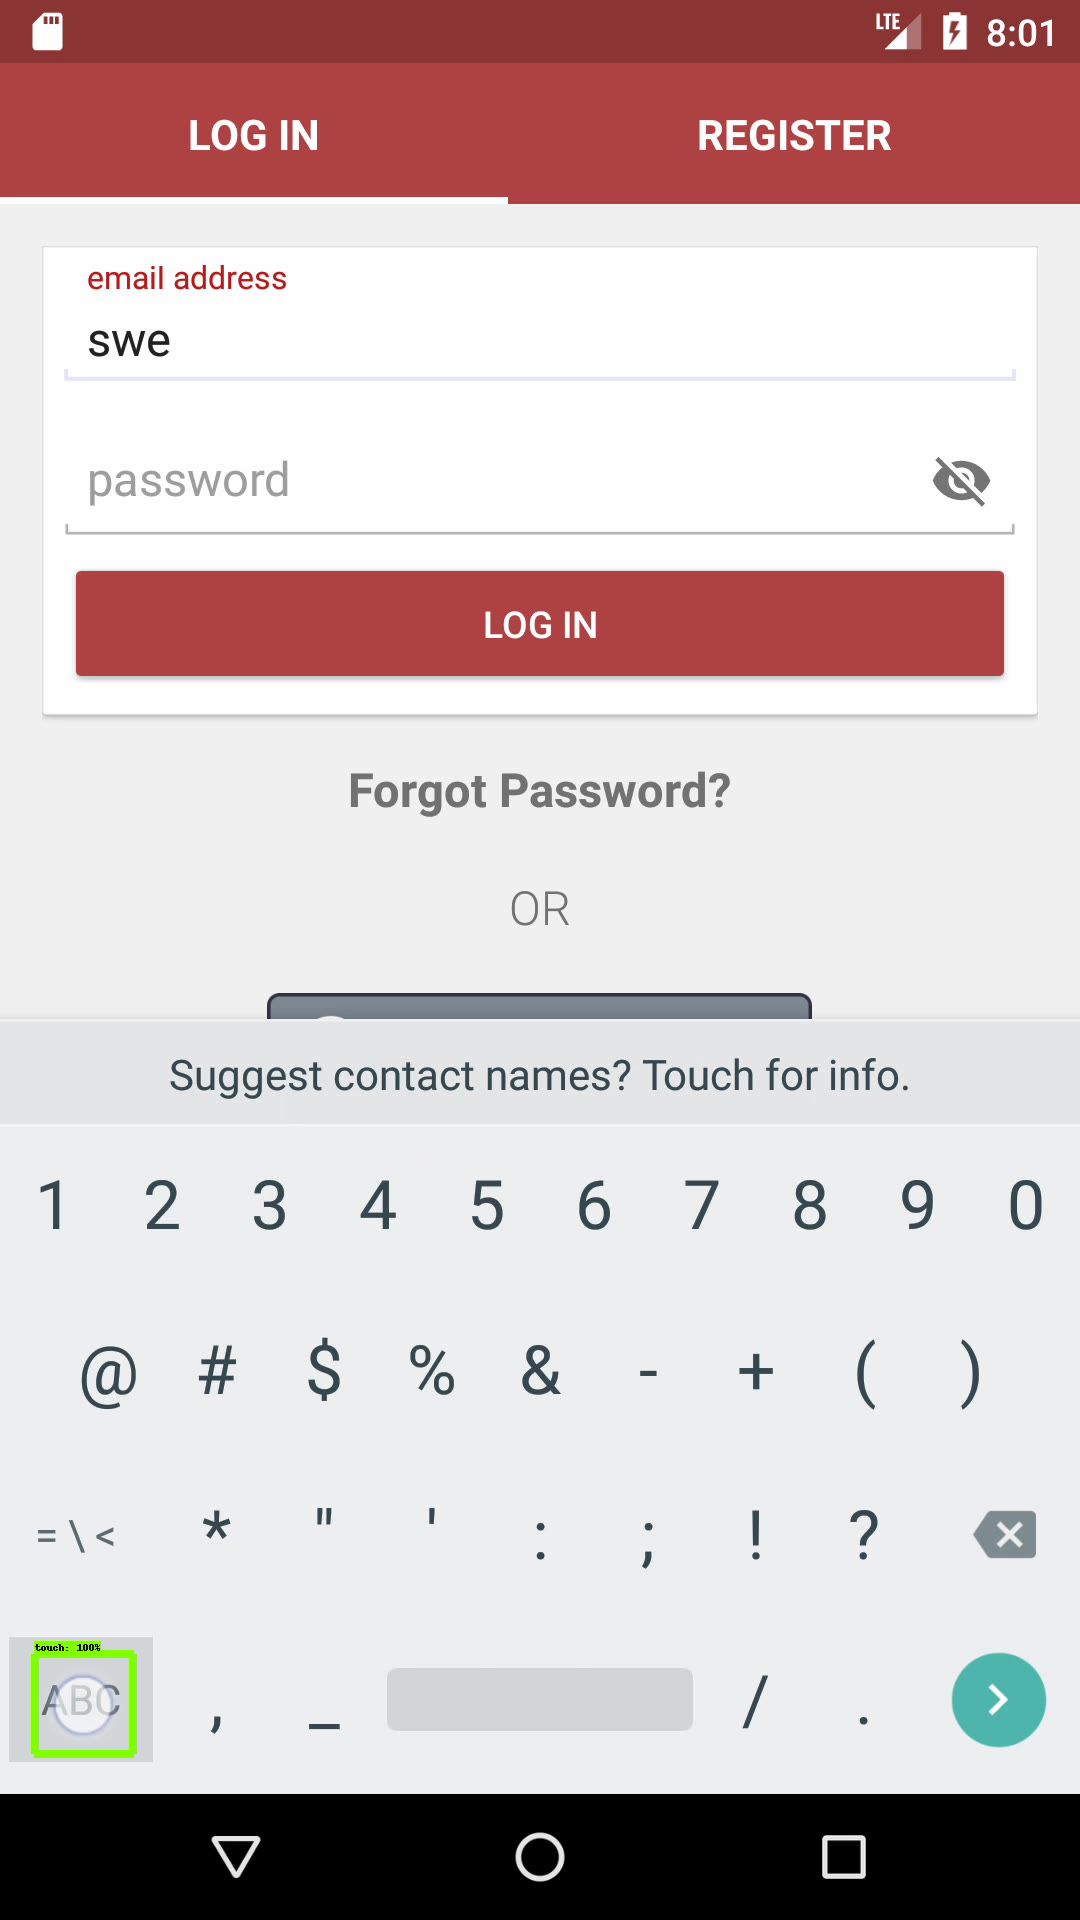 LTE 8:01
LOG IN REGISTER
email address
swe
password
LOG IN
Forgot Password?
OR
Suggest contact names? Touch for info.
1 2 3 4 5 6 7 8 9 0
@ # $ % & - + ( )
= \ < * " ' : ; ! ?
touch: 100%
ABC , _ / .